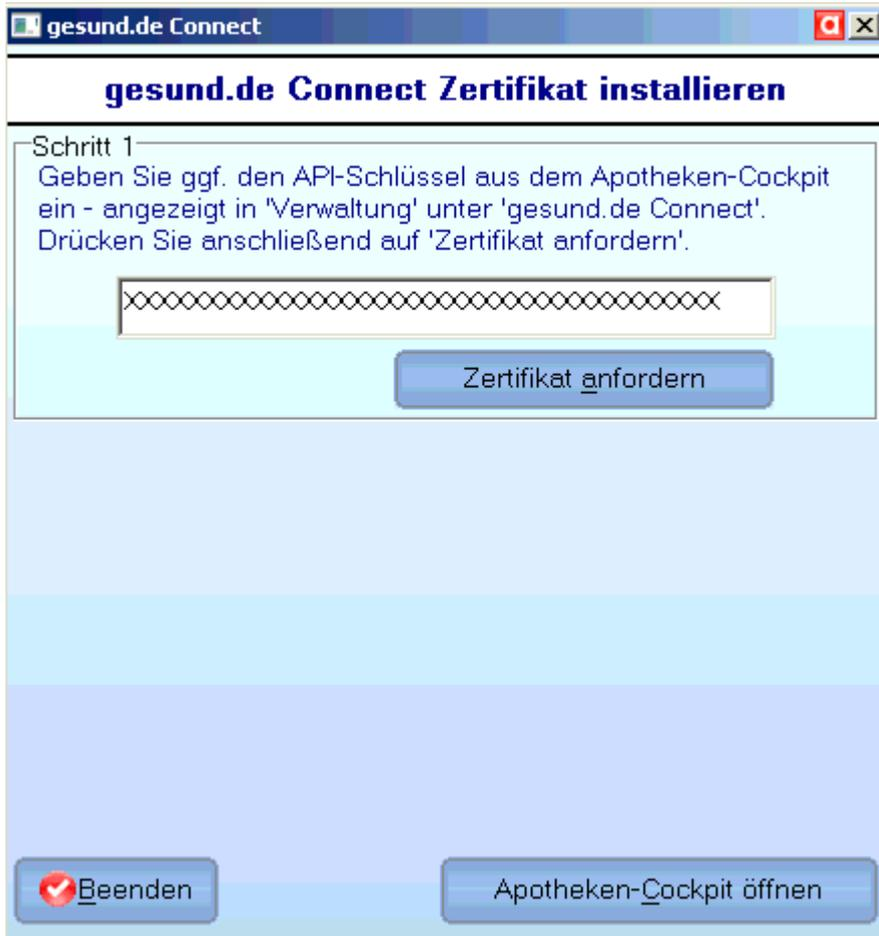 gesund.de Connect
gesund.de Connect Zertifikat installieren
Schritt 1
Geben Sie ggf. den API-Schlüssel aus dem Apotheken-Cockpit
ein - angezeigt in 'Verwaltung' unter 'gesund.de Connect'.
Drücken Sie anschließend auf 'Zertifikat anfordern'.
XXXXXXXXXXXXXXXXXXXXXXXXXXXXXXXXXXXX
Zertifikat anfordern
Beenden
Apotheken-Cockpit öffnen